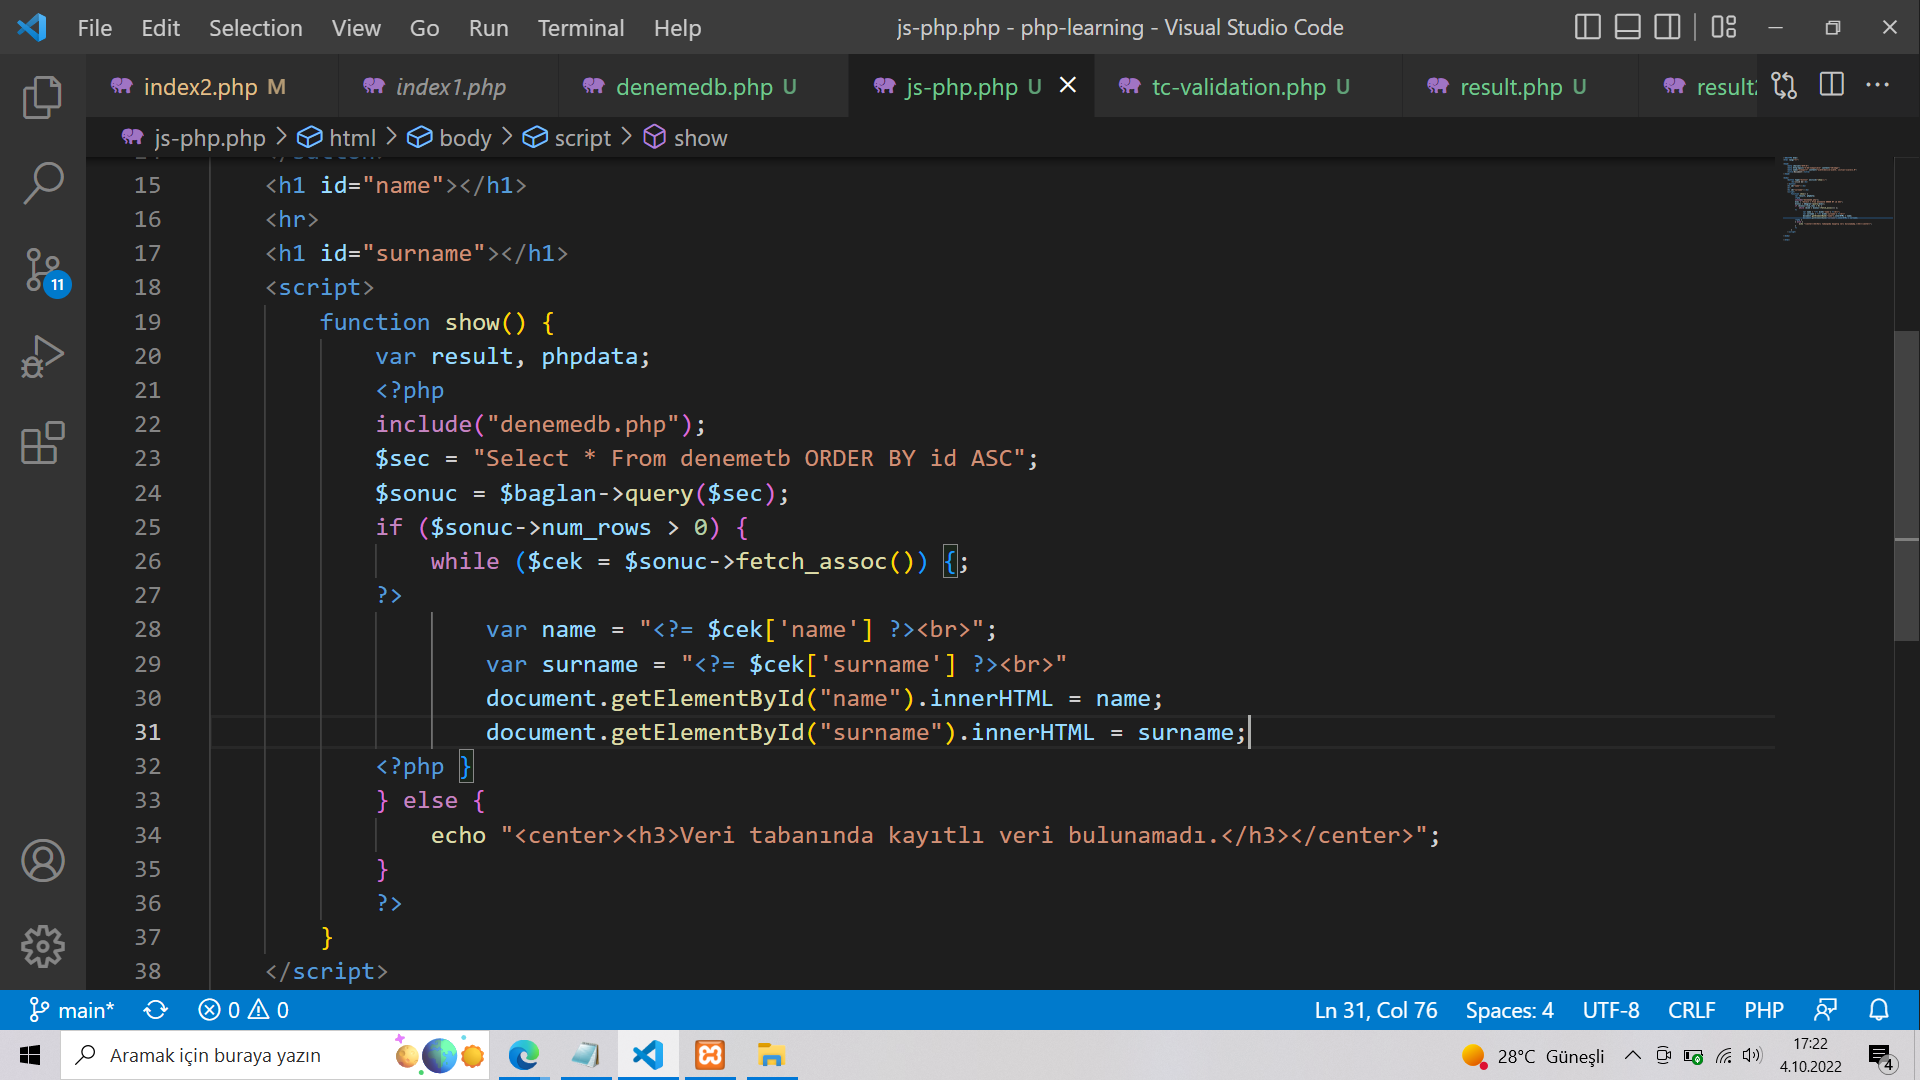 File Edit Selection View Go Run Terminal Help js-php.php - php-learning - Visual Studio Code
index2.php M index1.php denemedb.php U js-php.php U tc-validation.php U result.php U result
js-php.php > html > body > script > show
15 <h1 id="name"></h1>
16 <hr>
17 <h1 id="surname"></h1>
18 <script>
19 function show() {
20 var result, phpdata;
21 <?php
22 include("denemedb.php");
23 $sec = "Select * From denemetb ORDER BY id ASC";
24 $sonuc = $baglan->query($sec);
25 if ($sonuc->num_rows > 0) {
26 while ($cek = $sonuc->fetch_assoc()) {;
27 ?>
28 var name = "<?= $cek['name'] ?><br>";
29 var surname = "<?= $cek['surname'] ?><br>"
30 document.getElementById("name").innerHTML = name;
31 document.getElementById("surname").innerHTML = surname;
32 <?php }
33 } else {
34 echo "<center><h3>Veri tabanında kayıtlı veri bulunamadı.</h3></center>";
35 }
36 ?>
37 }
38 </script>
11
main* 0 0 Ln 31, Col 76 Spaces: 4 UTF-8 CRLF PHP
Aramak için buraya yazın 28°C Güneşli 17:22
4.10.2022 4